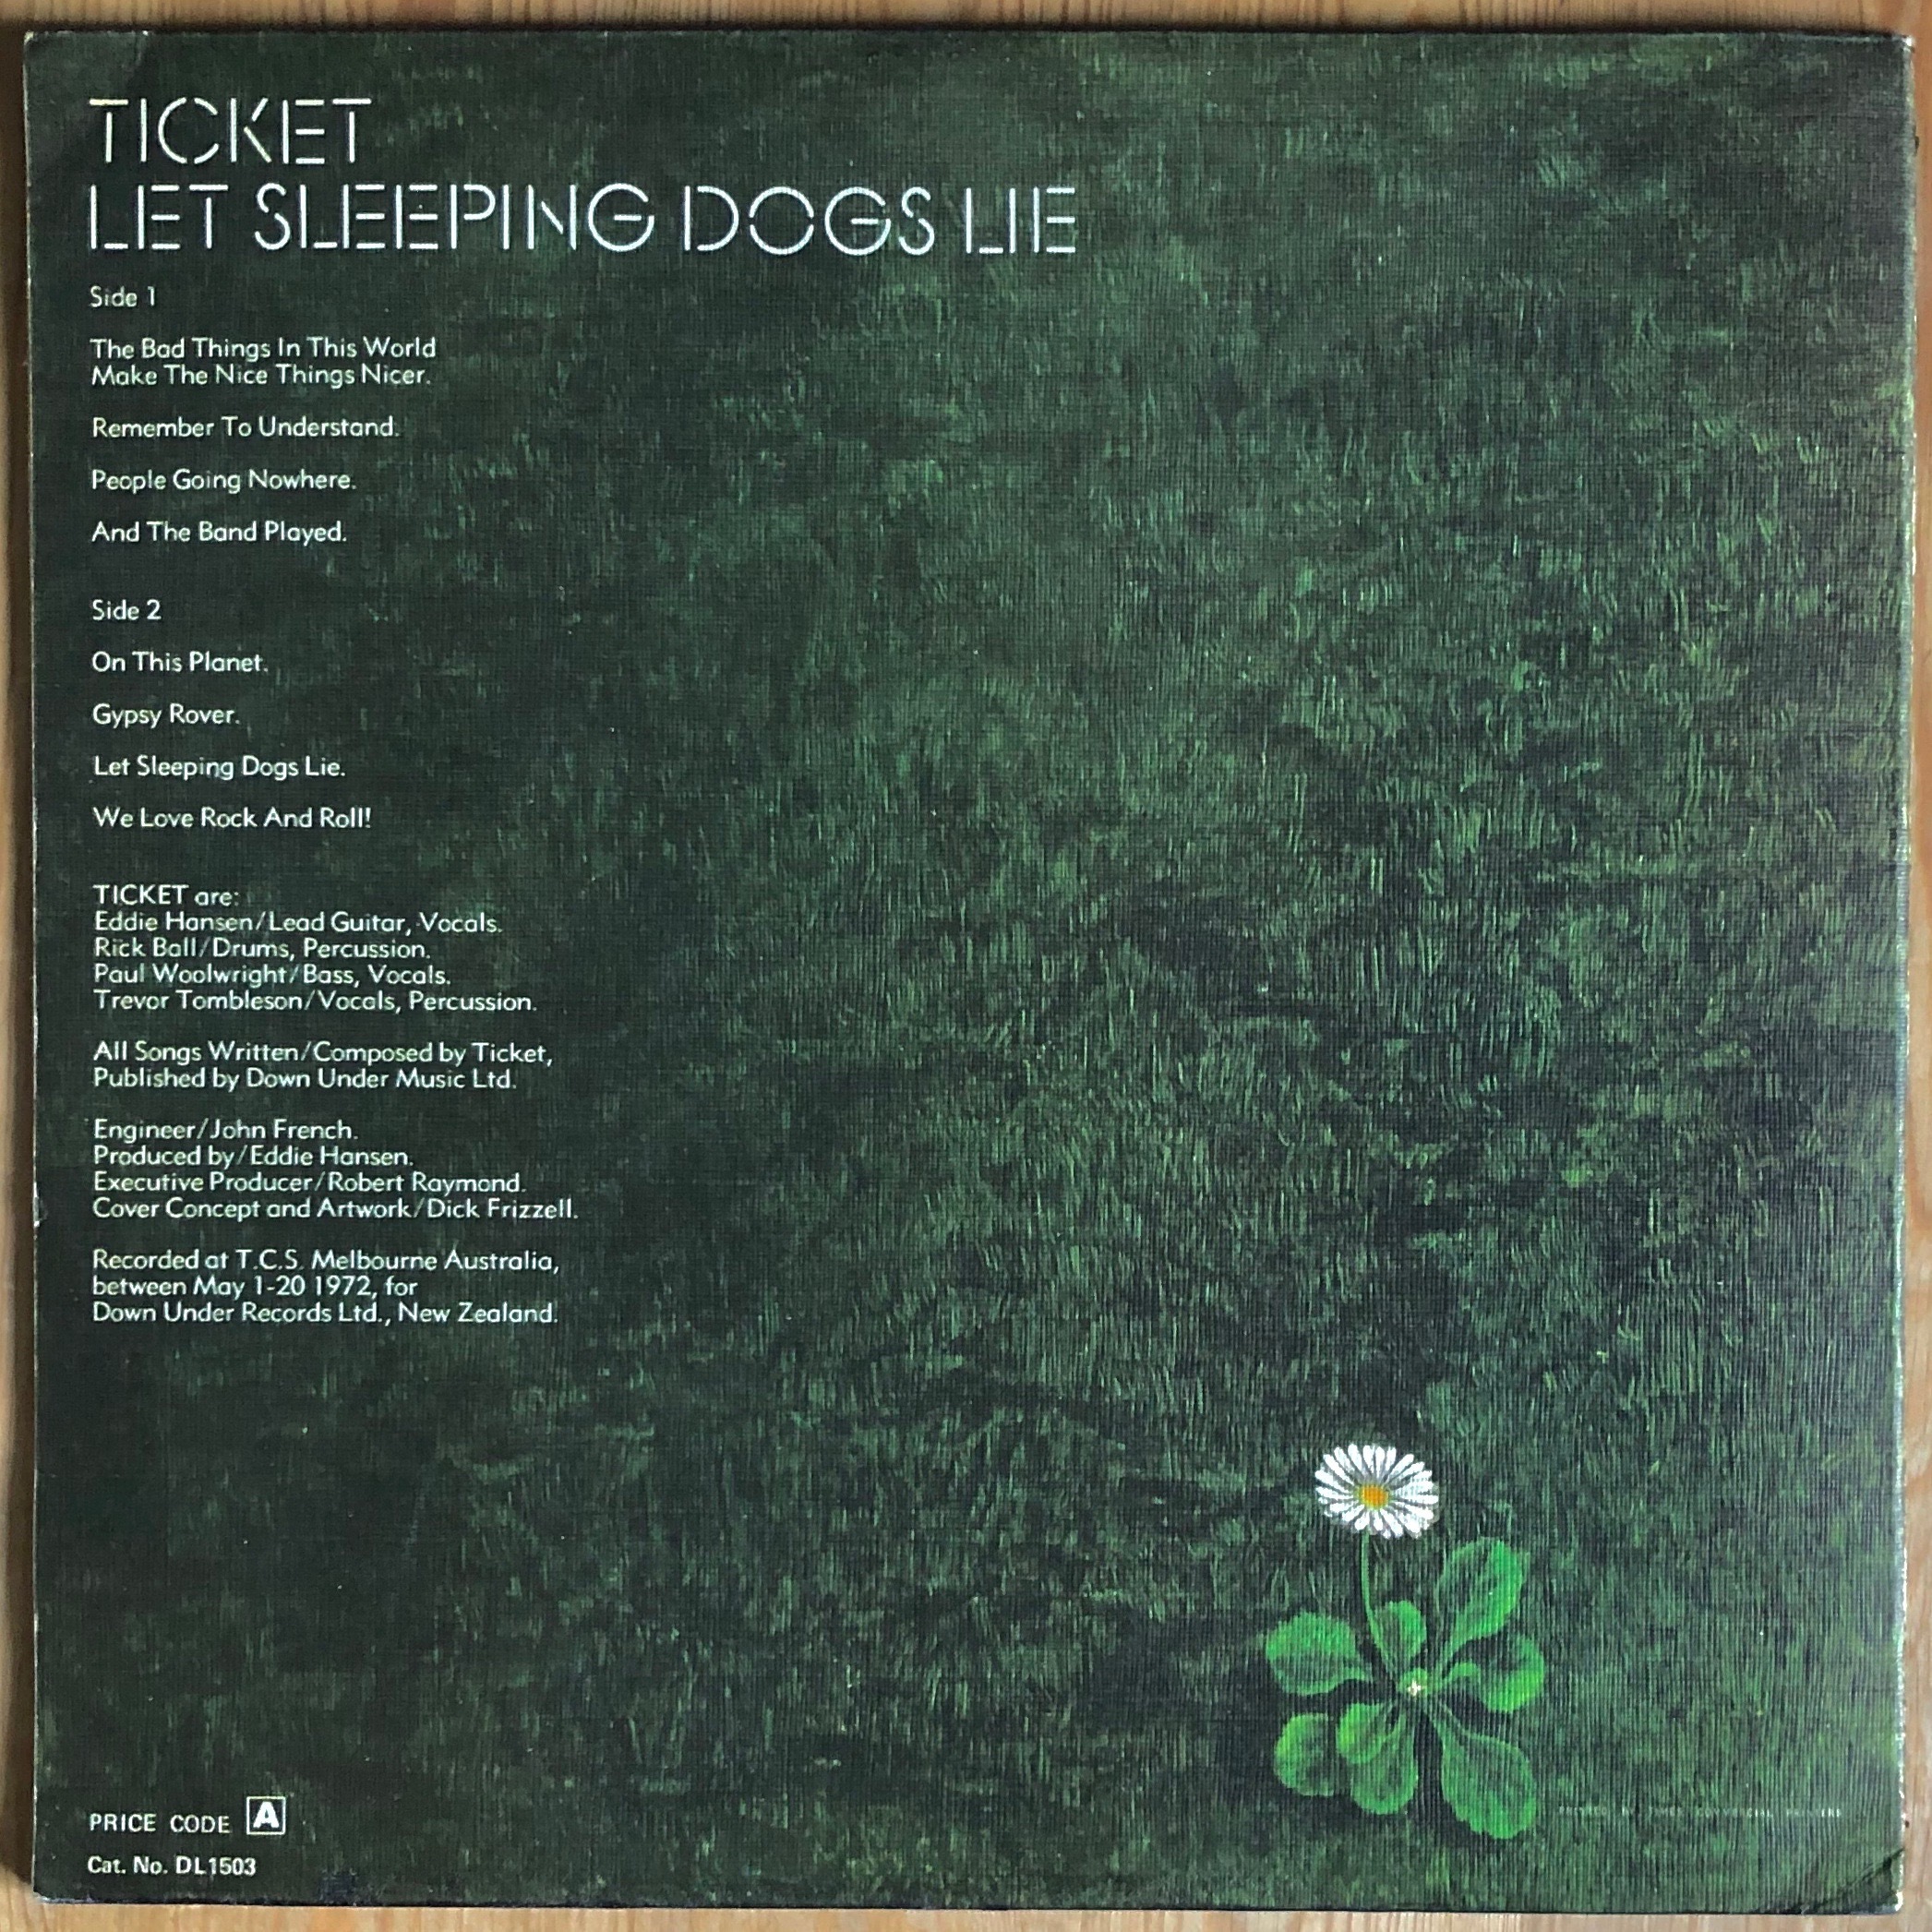 TICKET
LET SLEEPING DOGS LIE
Side 1
The Bad Things In This World
Make The Nice Things Nicer.
Remember To Understand.
People Going Nowhere.
And The Band Played.
Side 2
On This Planet.
Gypsy Rover.
Let Sleeping Dogs Lie.
We Love Rock And Roll!
TICKET are:
Eddie Hansen/Lead Guitar, Vocals.
Rick Ball/Drums, Percussion.
Paul Woolwright/Bass, Vocals.
Trevor Tombleson/Vocals, Percussion.
All Songs Written/Composed by Ticket,
Published by Down Under Music Ltd.
Engineer/John French.
Produced by/Eddie Hansen.
Executive Producer/Robert Raymond.
Cover Concept and Artwork/Dick Frizzell.
Recorded at T.C.S. Melbourne Australia,
between May 1-20 1972, for
Down Under Records Ltd., New Zealand.
PRICE CODE A
Cat. No. DL1503